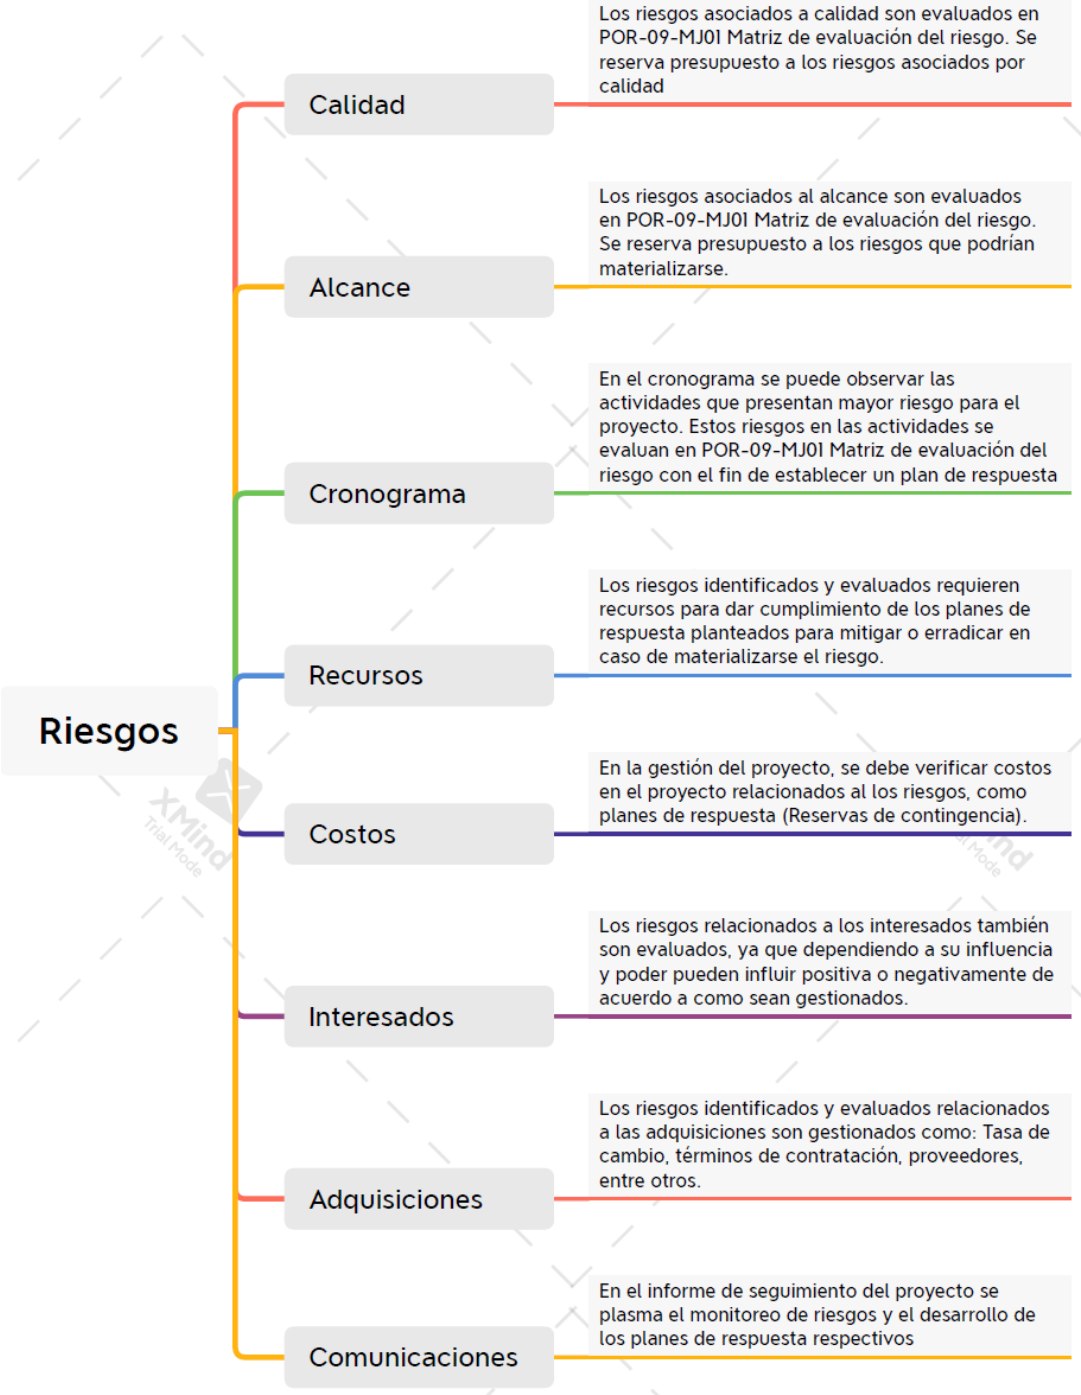 Los riesgos asociados a calidad son evaluados en
POR-09-MJ01 Matriz de evaluación del riesgo. Se
reserva presupuesto a los riesgos asociados por
calidad
Calidad
Los riesgos asociados al alcance son evaluados
en POR-09-MJ01 Matriz de evaluación del riesgo.
Se reserva presupuesto a los riesgos que podrían
materializarse.
Alcance
En el cronograma se puede observar las
actividades que presentan mayor riesgo para el
proyecto. Estos riesgos en las actividades se
evaluan en POR-09-MJ01 Matriz de evaluación del
riesgo con el fin de establecer un plan de respuesta
Cronograma
Los riesgos identificados y evaluados requieren
recursos para dar cumplimiento de los planes de
respuesta planteados para mitigar o erradicar en
caso de materializarse el riesgo.
Recursos
Riesgos
En la gestión del proyecto, se debe verificar costos
en el proyecto relacionados al los riesgos, como
planes de respuesta (Reservas de contingencia).
Costos
XMind
Trial Mode
ind
al Mode
Los riesgos relacionados a los interesados también
son evaluados, ya que dependiendo a su influencia
y poder pueden influir positiva o negativamente de
acuerdo a como sean gestionados.
Interesados
Los riesgos identificados y evaluados relacionados
a las adquisiciones son gestionados como: Tasa de
cambio, términos de contratación, proveedores,
entre otros.
Adquisiciones
En el informe de seguimiento del proyecto se
plasma el monitoreo de riesgos y el desarrollo de
los planes de respuesta respectivos
Comunicaciones